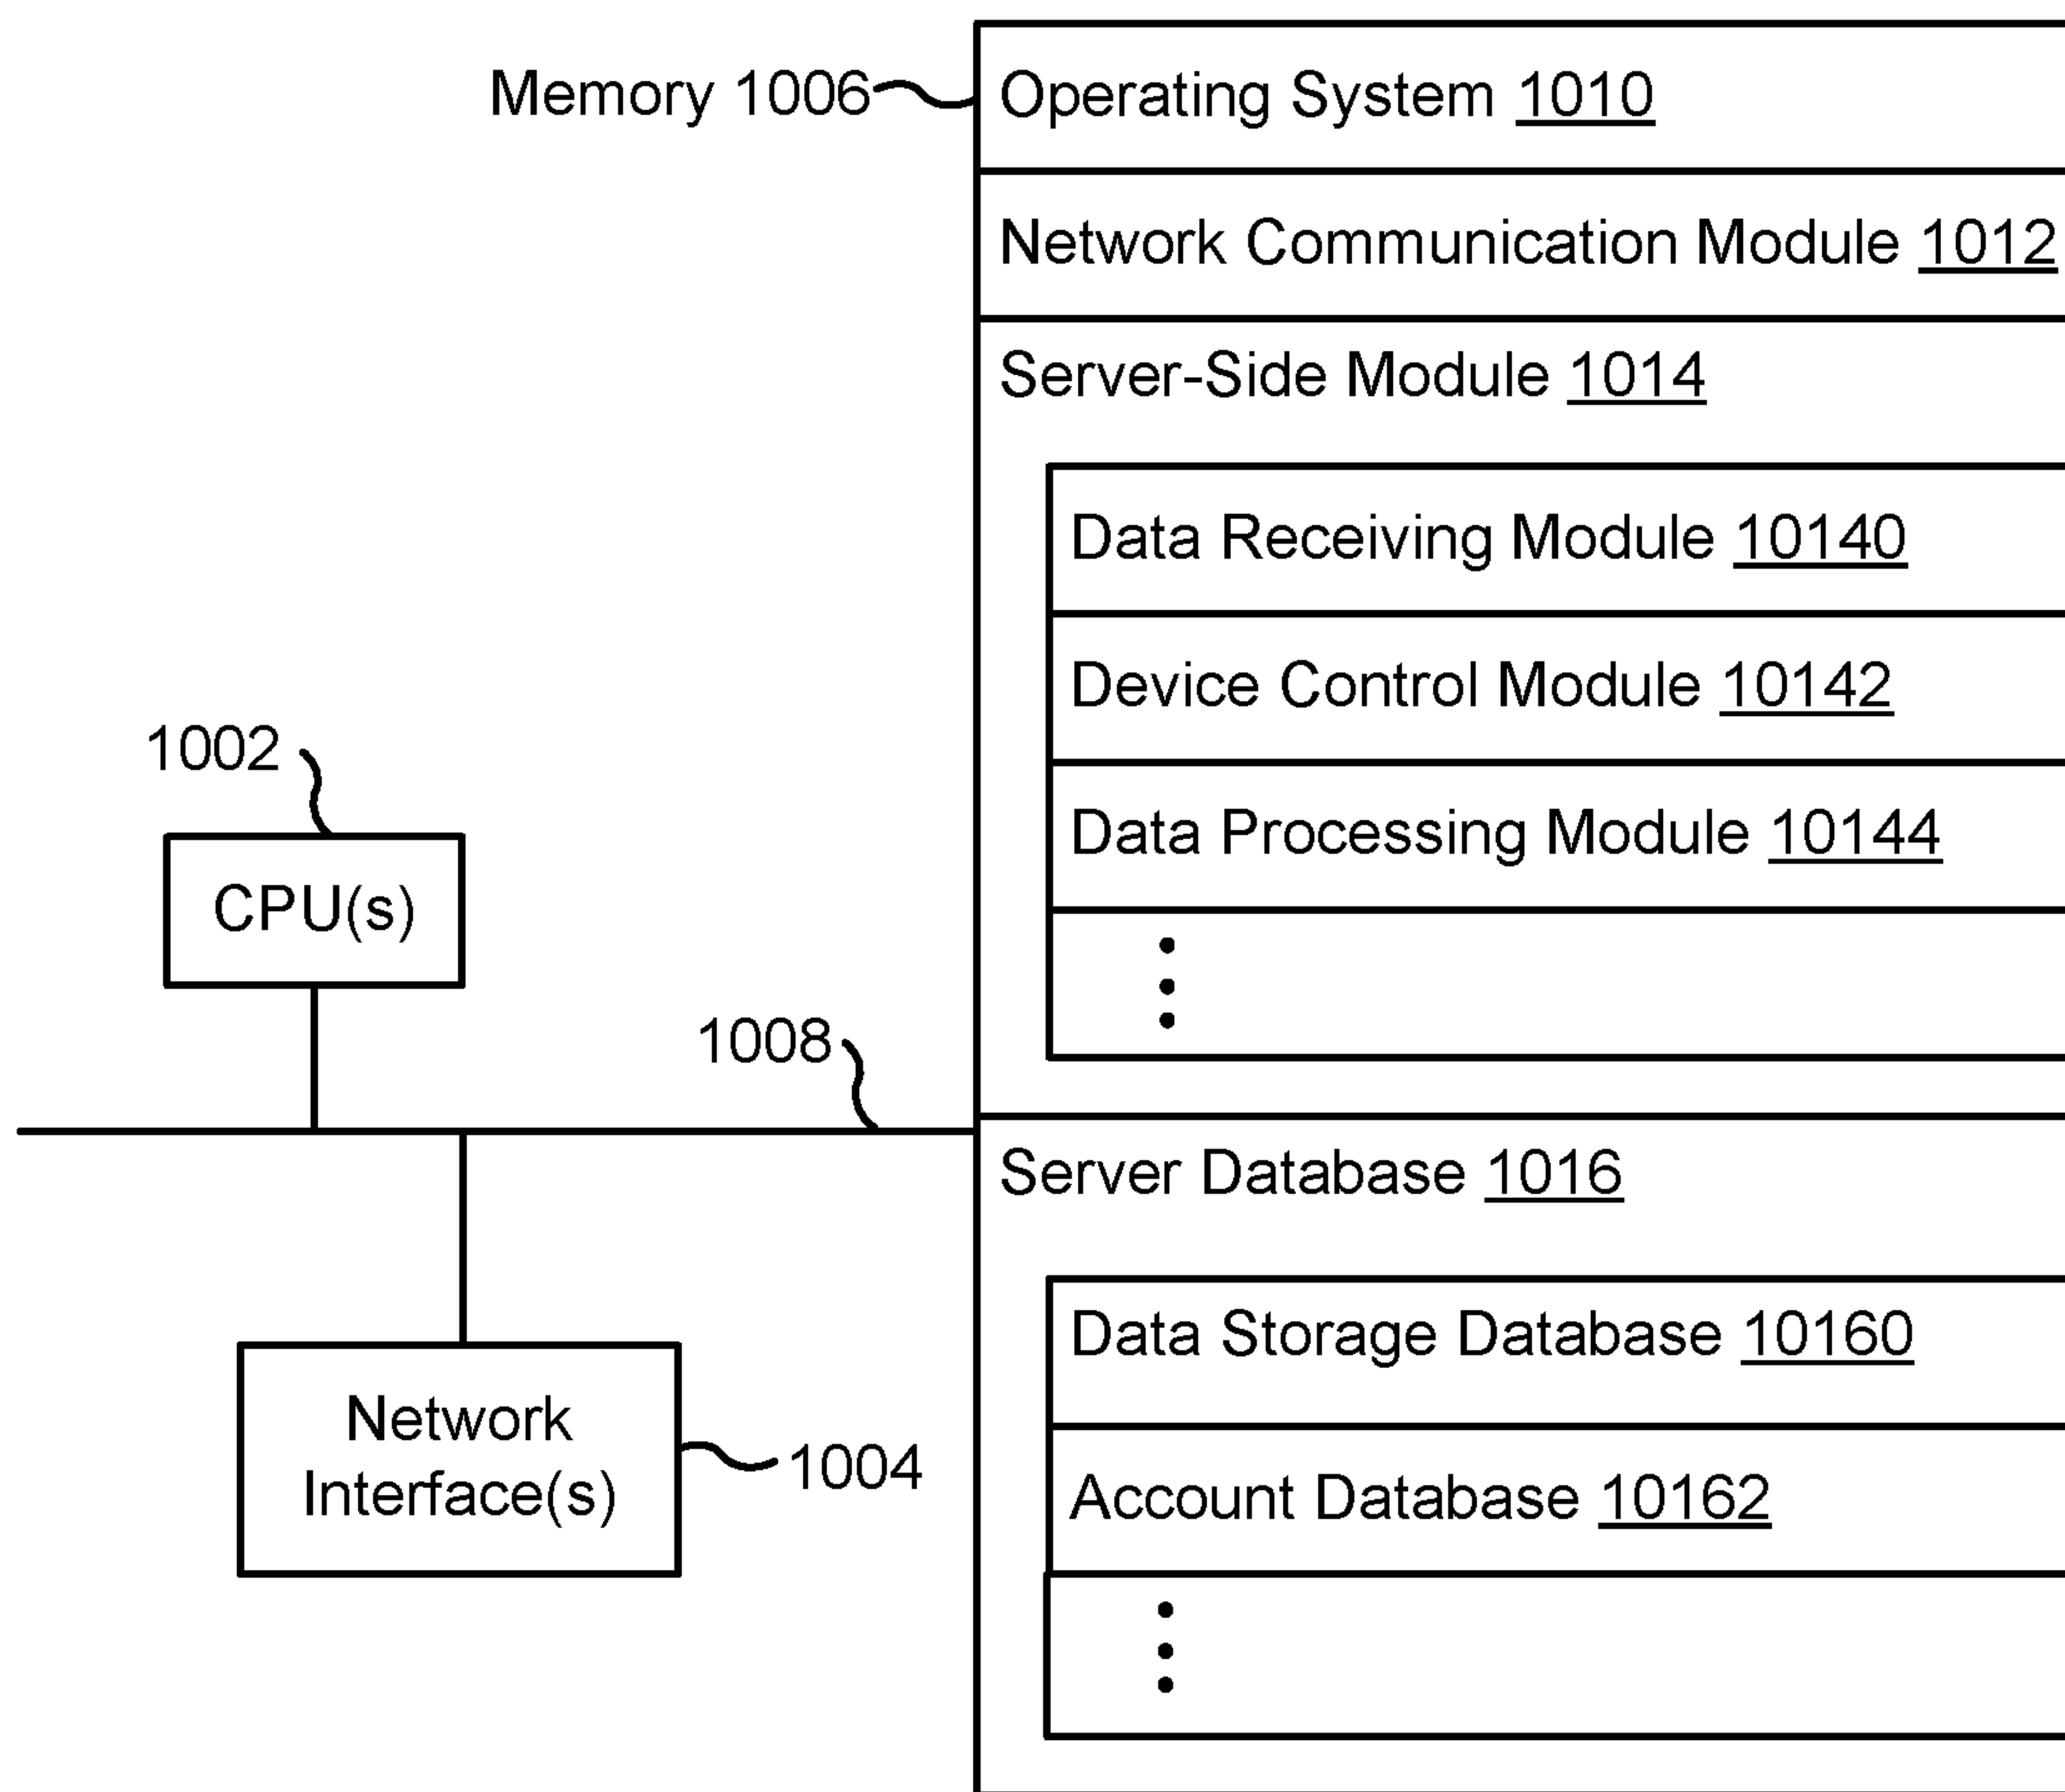 Memory 1006
Operating System 1010
Network Communication Module 1012
Server-Side Module 1014
Data Receiving Module 10140
Device Control Module 10142
Data Processing Module 10144
1002
CPU(s)
1008
Server Database 1016
Data Storage Database 10160
Account Database 10162
Network
Interface(s)
1004